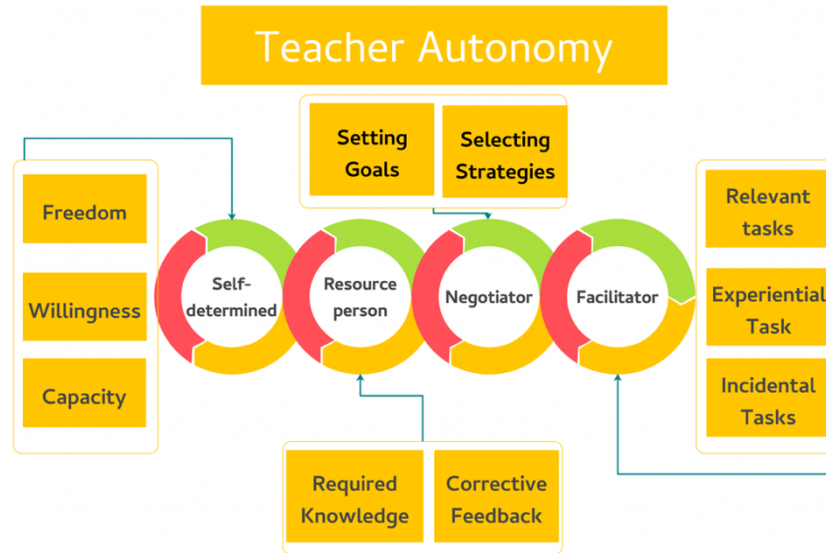 Teacher Autonomy
Setting
Goals
Selecting
Strategies
Freedom
Willingness
Capacity
Self-
determined
Resource
person
Negotiator
Facilitator
Relevant
tasks
Experiential
Task
Incidental
Tasks
Required
Knowledge
Corrective
Feedback